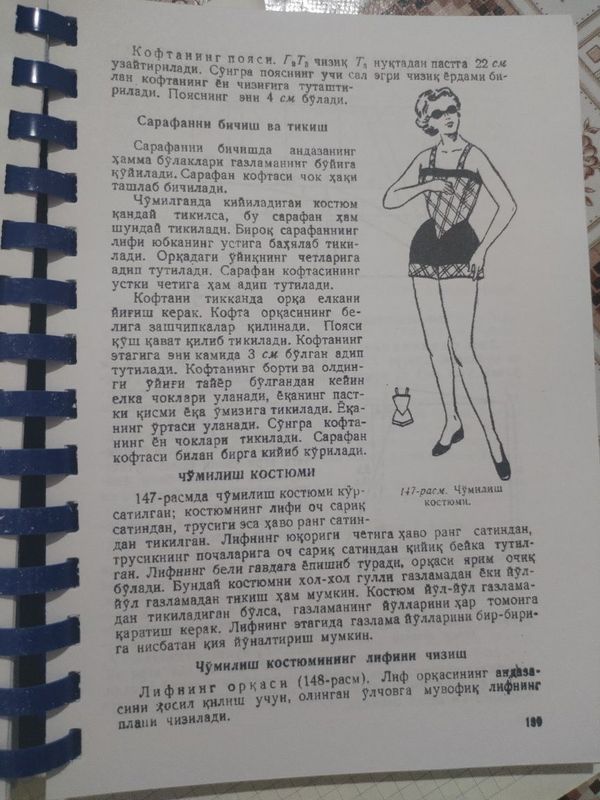 Кофтанинг пояси. Г₉Т₅ чизиқ Т₅ нуқтадан пастга 22 см
узайтирилади. Сўнгра пояснинг учи сал эгри чизиқ ёрдами би-
лан кофтанинг ён чизиғига туташти-
рилади. Пояснинг эни 4 см бўлади.
Сарафанни бичиш ва тикиш
Сарафанни бичишда андазанинг
ҳамма бўлаклари газламанинг бўйига
қўйилади. Сарафан кофтаси чок ҳақи
ташлаб бичилади.
Чўмилганда кийиладиган костюм
қандай тикилса, бу сарафан ҳам
шундай тикилади. Бироқ сарафаннинг
лифи юбканинг устига баҳялаб тики-
лади. Орқадаги ўйиқнинг четларига
адип тутилади. Сарафан кофтасининг
устки четига ҳам адип тутилади.
Кофтани тикканда орқа елкани
йиғиш керак. Кофта орқасининг бе-
лига зашчипкалар қилинади. Пояси
қўш қават қилиб тикилади. Кофтанинг
этагига эни камида 3 см бўлган адип
тутилади. Кофтанинг борти ва олдин-
ги ўйиғи тайёр бўлгандан кейин
елка чоклари уланади, ёқанинг паст-
ки қисми ёқа ўмизига тикилади. Ёқа-
нинг ўртаси уланади. Сўнгра кофта-
нинг ён чоклари тикилади. Сарафан
кофтаси билан бирга кийиб кўрилади.
ЧЎМИЛИШ КОСТЮМИ
147-расмда чўмилиш костюми кўр-
сатилган; костюмнинг лифи оч сариқ
сатиндан, трусиги эса ҳаво ранг сатин-
дан тикилган. Лифнинг юқориги четига ҳаво ранг сатиндан,
трусикнинг почаларига оч сариқ сатиндан қийиқ бейка тутил-
ган. Лифнинг бели гавдага ёпишиб туради, орқаси ярим очиқ
бўлади. Бундай костюмни хол-хол гулли газламадан ёки йўл-
йўл газламадан тикиш ҳам мумкин. Костюм йўл-йўл газлама-
дан тикиладиган бўлса, газламанинг йўлларини ҳар томонга
қаратиш керак. Лифнинг этагида газлама йўлларини бир-бири-
га нисбатан қия йўналтириш мумкин.
147-расм. Чўмилиш
костюми.
Чўмилиш костюмининг лифини чизиш
Лифнинг орқаси (148-расм). Лиф орқасининг андаза-
сини ҳосил қилиш учун, олинган ўлчовга мувофиқ лифнинг
плани чизилади.
189